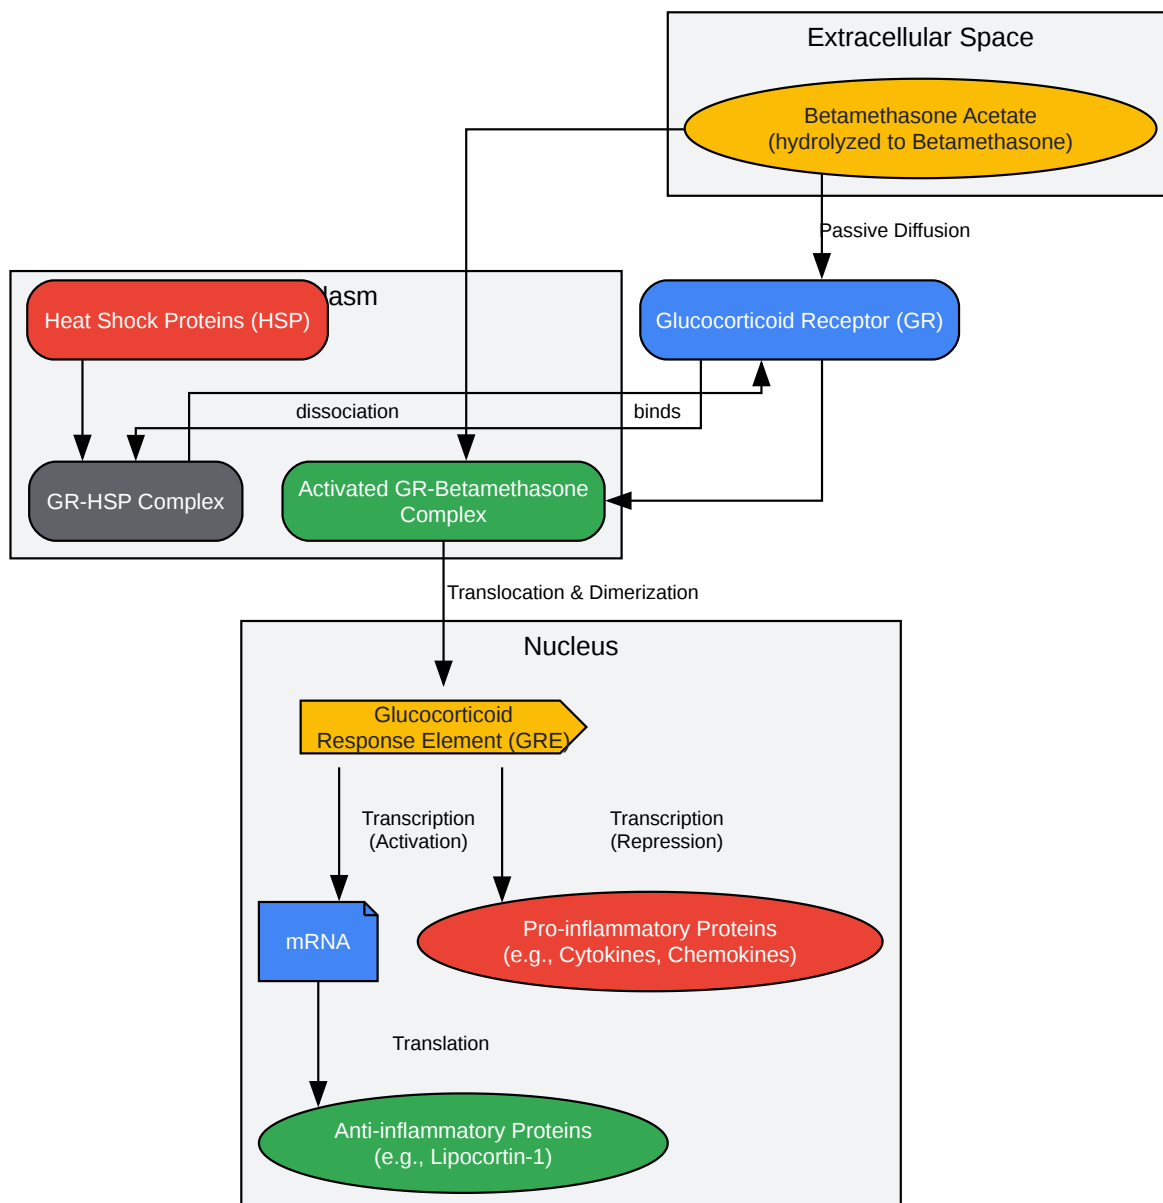 Extracellular Space
Betamethasone Acetate
(hydrolyzed to Betamethasone)
Passive Diffusion
Heat Shock Proteins (HSP)
Glucocorticoid Receptor (GR)
dissociation
binds
GR-HSP Complex
Activated GR-Betamethasone
Complex
Translocation & Dimerization
Nucleus
Glucocorticoid
Response Element (GRE)
Transcription
(Activation)
Transcription
(Repression)
mRNA
Pro-inflammatory Proteins
(e.g., Cytokines, Chemokines)
Translation
Anti-inflammatory Proteins
(e.g., Lipocortin-1)